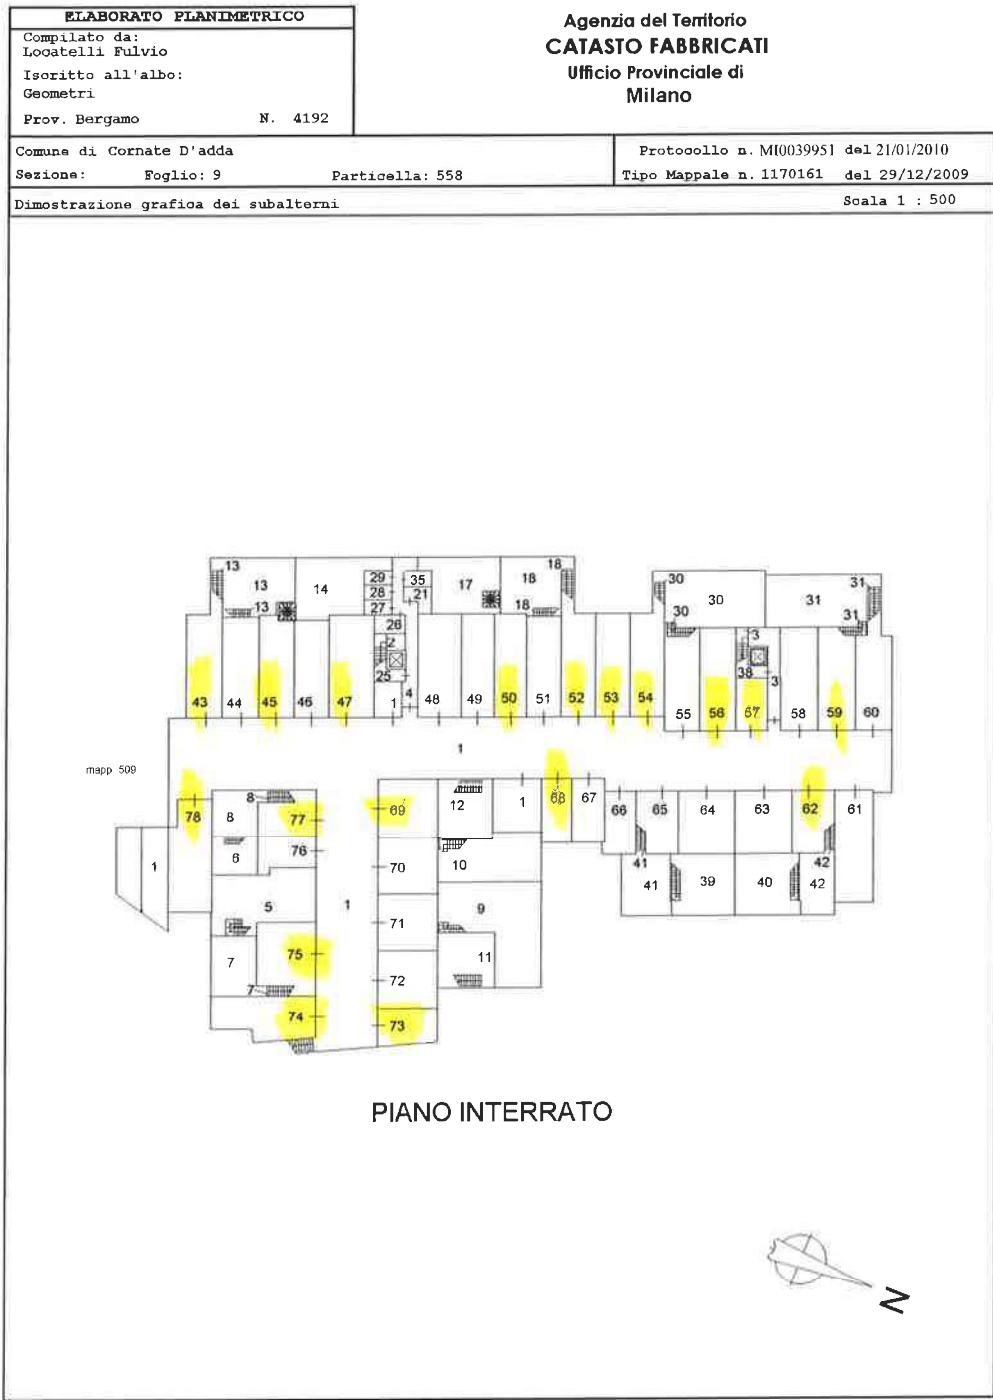 ELABORATO PLANIMETRICO
Compilato da:
Locatelli Fulvio
Iscritto all'albo:
Geometri
Prov. Bergamo N. 4192
Agenzia del Territorio
CATASTO FABBRICATI
Ufficio Provinciale di
Milano
Comune di Cornate D'adda
Sezione: Foglio: 9 Particella: 558
Protocollo n. MI0039951 del 21/01/2010
Tipo Mappale n. 1170161 del 29/12/2009
Dimostrazione grafica dei subalterni
Scala 1 : 500
13 18 30 31
13 14 29 35 17 18 30 31
28 21
13 27 18 30 31
26 2 3
25 4 38 3
43 44 45 46 47 1 48 49 50 51 52 53 54 55 56 57 58 59 60
1
mapp 509
78 8 8 77 69 12 1 68 67 66 65 64 63 62 61
1 6 76 70 10 41 41 39 40 42 42
5 1 71 9
7 75 72 11
7 74 73
PIANO INTERRATO
N